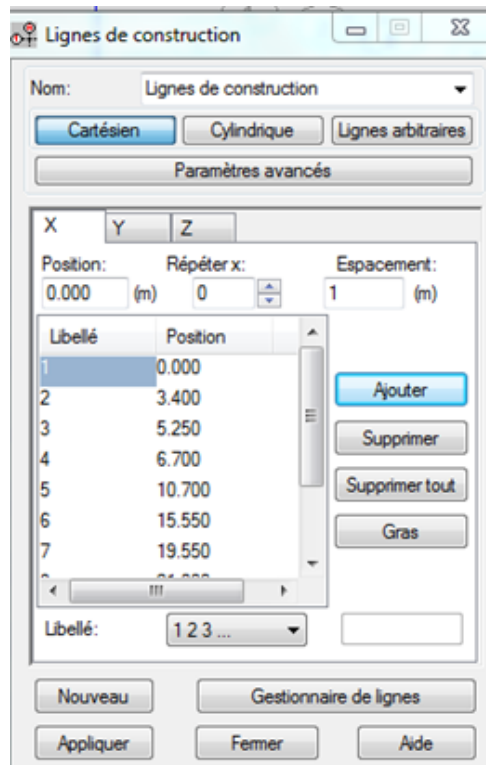 Lignes de construction
Nom: Lignes de construction
Cartésien Cylindrique Lignes arbitraires
Paramètres avancés
X Y Z
Position: Répéter x: Espacement:
0.000 (m) 0 1 (m)
Libellé Position
1 0.000
2 3.400
3 5.250
4 6.700
5 10.700
6 15.550
7 19.550
Ajouter
Supprimer
Supprimer tout
Gras
Libellé: 1 2 3 ...
Nouveau Gestionnaire de lignes
Appliquer Fermer Aide